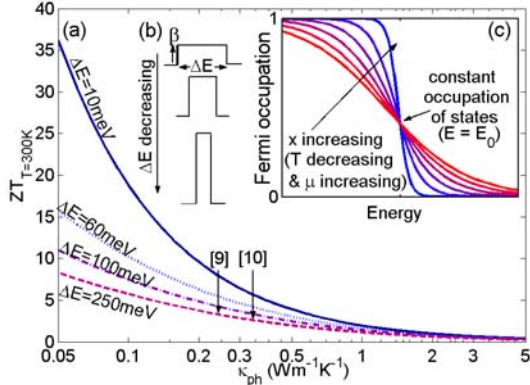 ZT T=300K
40
35
30
25
20
15
10
5
0
(a)
ΔE=10meV
ΔE=60meV
ΔE=100meV
ΔE=250meV
(b)
β
ΔE
ΔE decreasing
[9]
[10]
(c)
1
0
Fermi occupation
constant
occupation
of states
(E = E0)
x increasing
(T decreasing
& μ increasing)
Energy
0.05 0.1 0.2 0.3 0.5 1 2 3 5
κph (Wm-1K-1)